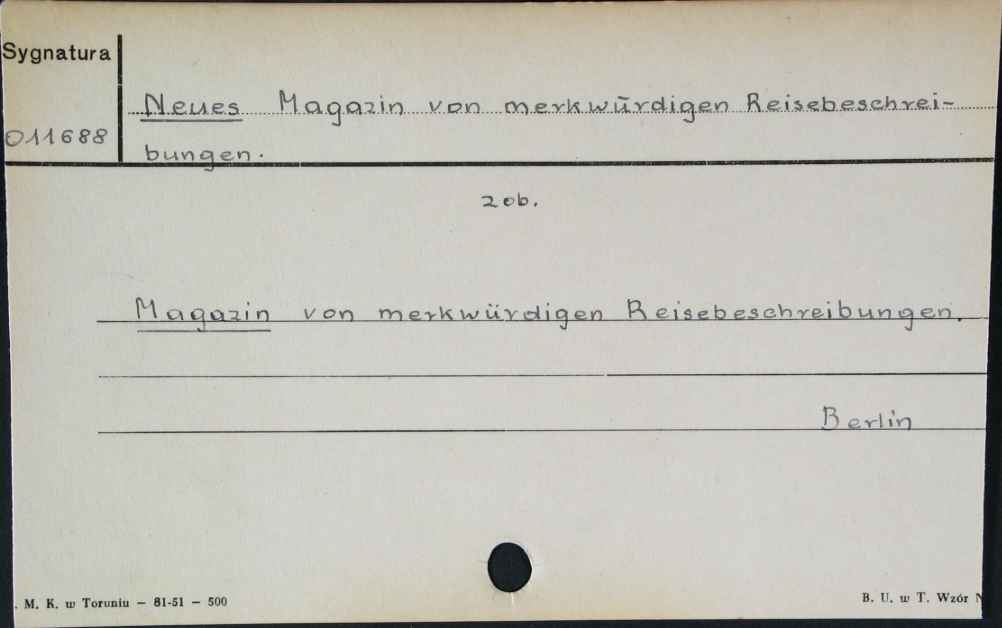 Sygnatura
Neues Magazin von merkwürdigen Reisebeschrei-
011688
bungen.
zob.
Magazin von merkwürdigen Reisebeschreibungen.
Berlin
. M. K. w Toruniu — 81-51 — 500
B. U. w T. Wzór